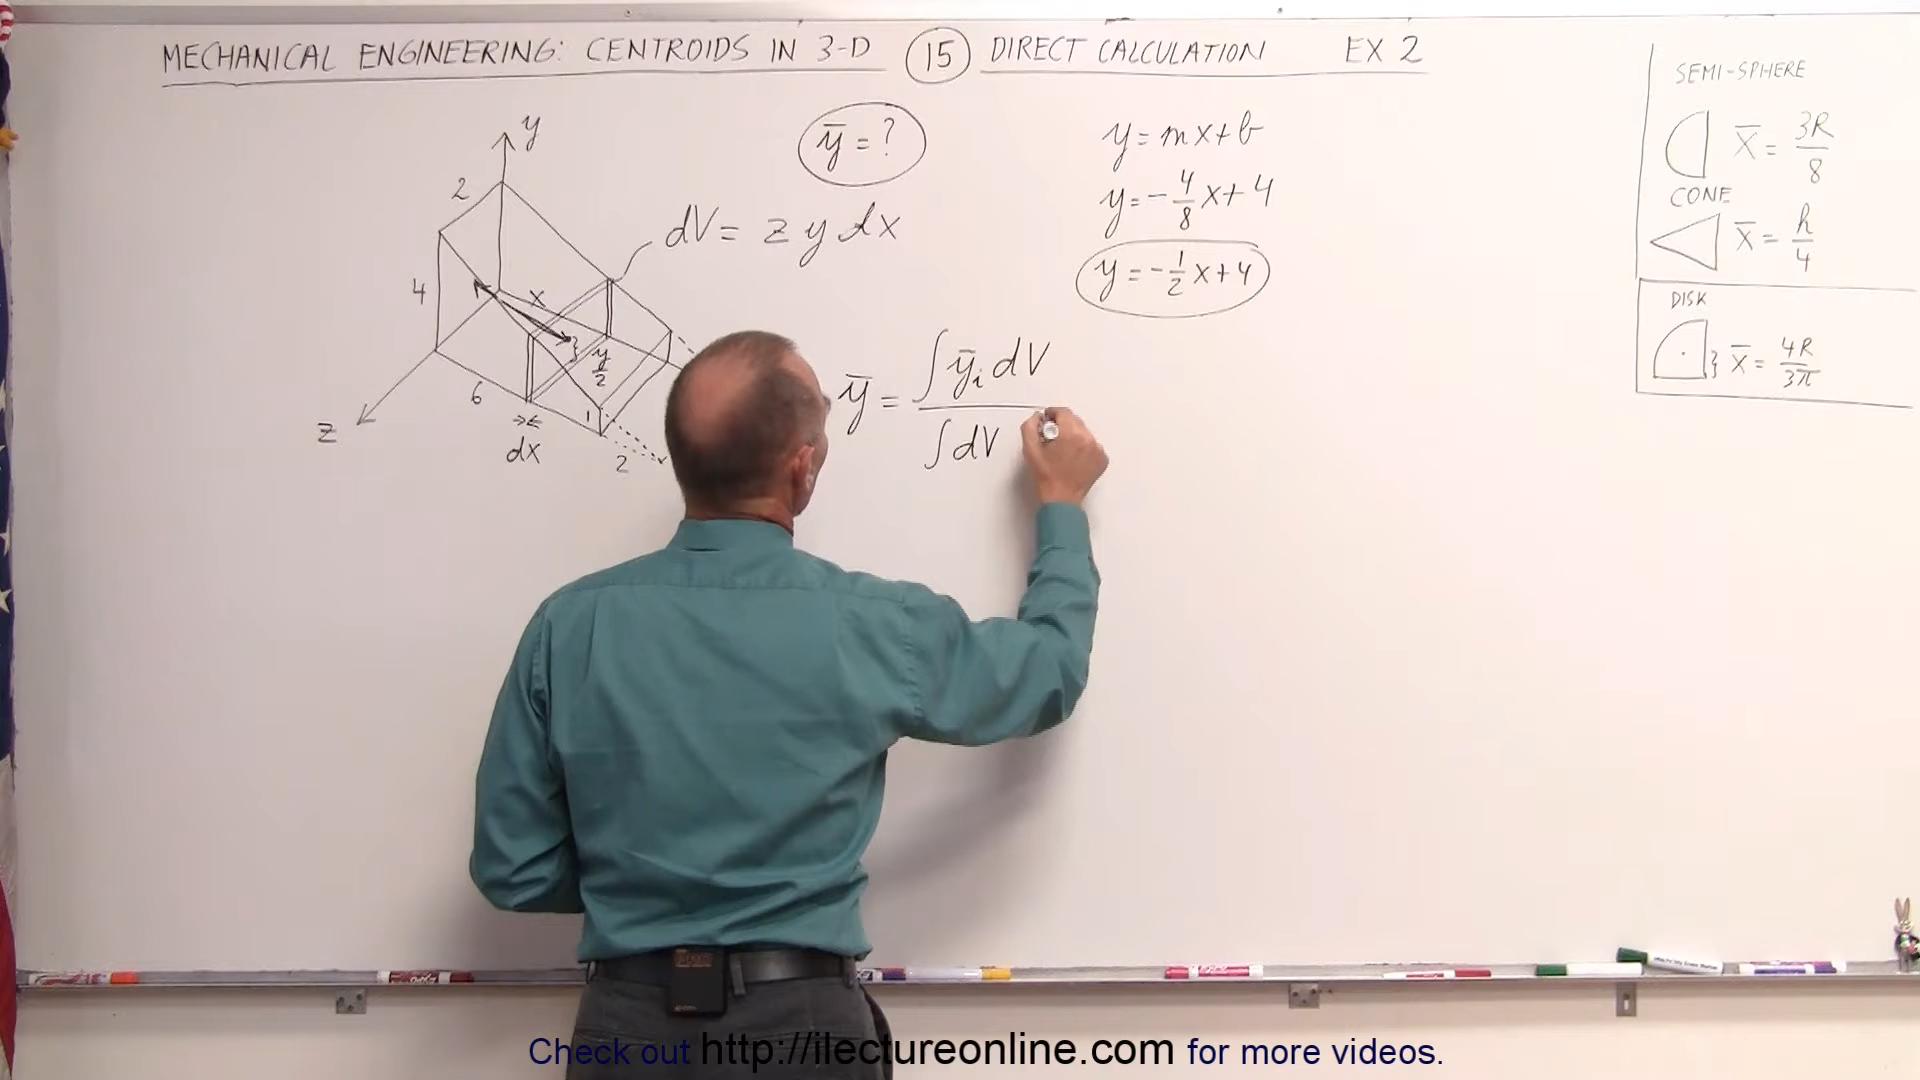 MECHANICAL ENGINEERING: CENTROIDS IN 3-D (15) DIRECT CALCULATION EX 2
y
2
4
x
y/2
6
1
z
dx
2
dV = z y dx
ȳ = ?
y = mx + b
y = -4/8 x + 4
y = -1/2 x + 4
ȳ = ∫ȳᵢ dV / ∫dV
SEMI-SPHERE
X̄ = 3R/8
CONE
X̄ = h/4
DISK
} X̄ = 4R/3π
Check out http://ilectureonline.com for more videos.